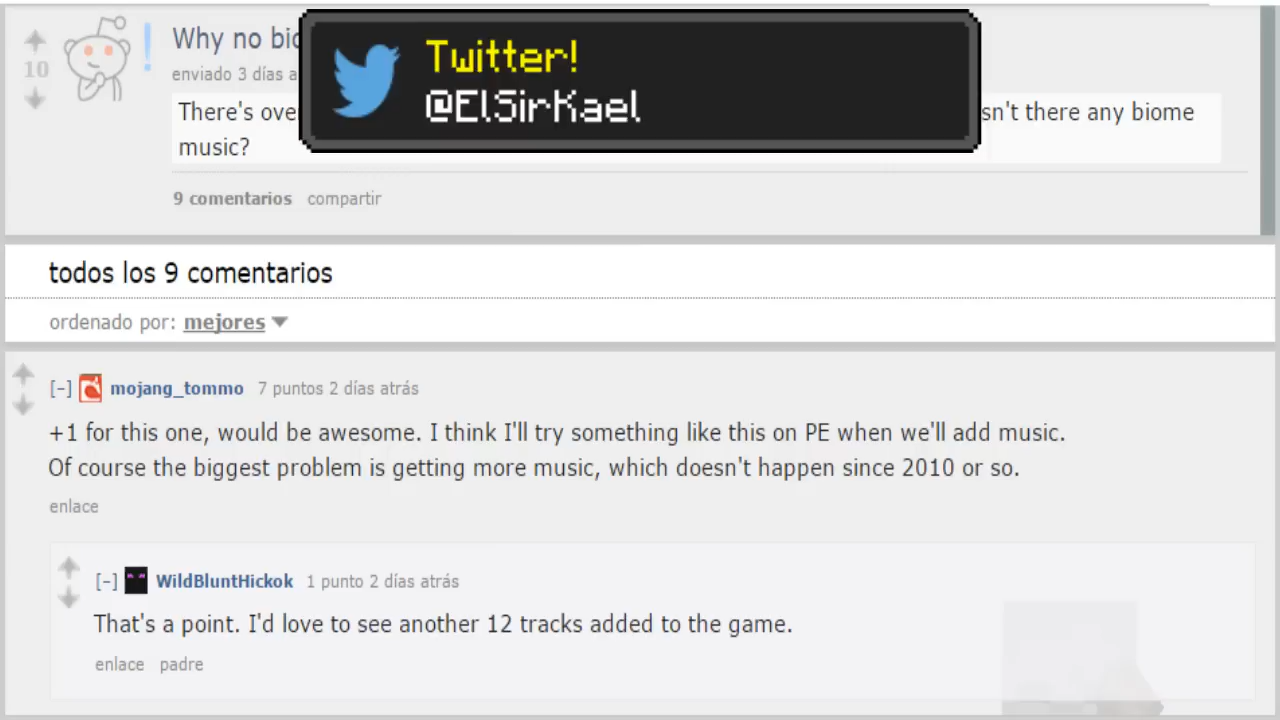 Why no bio
10
enviado 3 días a
Twitter!
@ElSirKael
There's ove
sn't there any biome
music?
9 comentarios compartir
todos los 9 comentarios
ordenado por: mejores
[–] mojang_tommo 7 puntos 2 días atrás
+1 for this one, would be awesome. I think I'll try something like this on PE when we'll add music.
Of course the biggest problem is getting more music, which doesn't happen since 2010 or so.
enlace
[–] WildBluntHickok 1 punto 2 días atrás
That's a point. I'd love to see another 12 tracks added to the game.
enlace padre